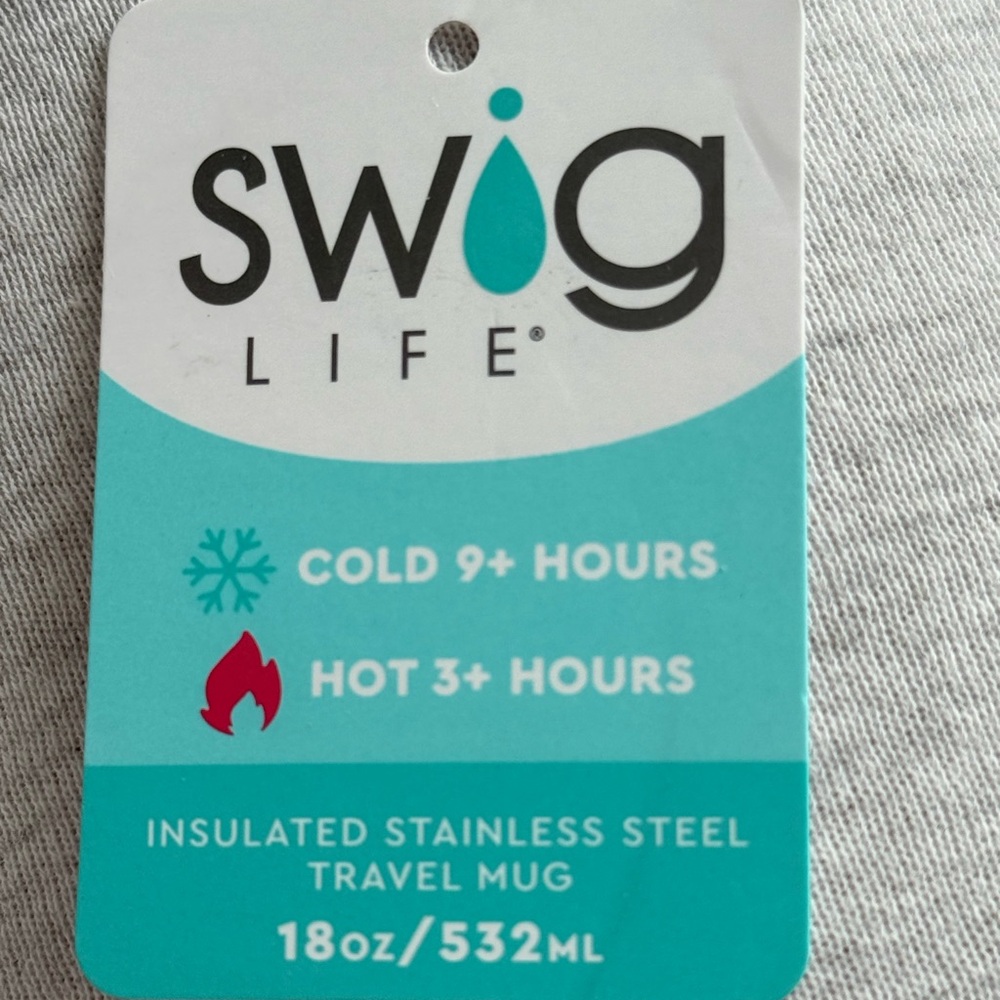 swig
LIFE®
COLD 9+ HOURS
HOT 3+ HOURS
INSULATED STAINLESS STEEL
TRAVEL MUG
18OZ/532ML